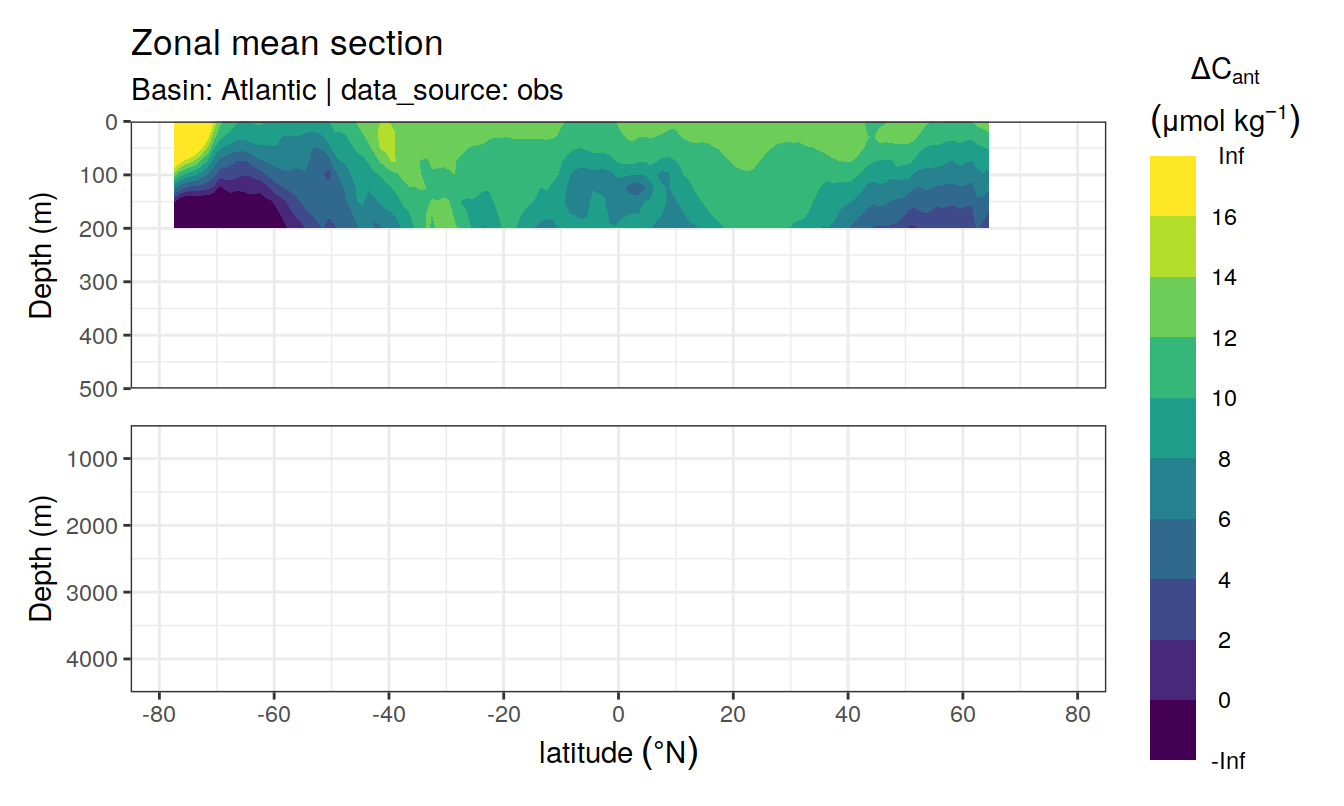 Zonal mean section
Basin: Atlantic | data_source: obs
ΔCant
(μmol kg−1)
Depth (m)
0
100
200
300
400
500
Depth (m)
1000
2000
3000
4000
-80 -60 -40 -20 0 20 40 60 80
latitude (°N)
Inf
16
14
12
10
8
6
4
2
0
-Inf